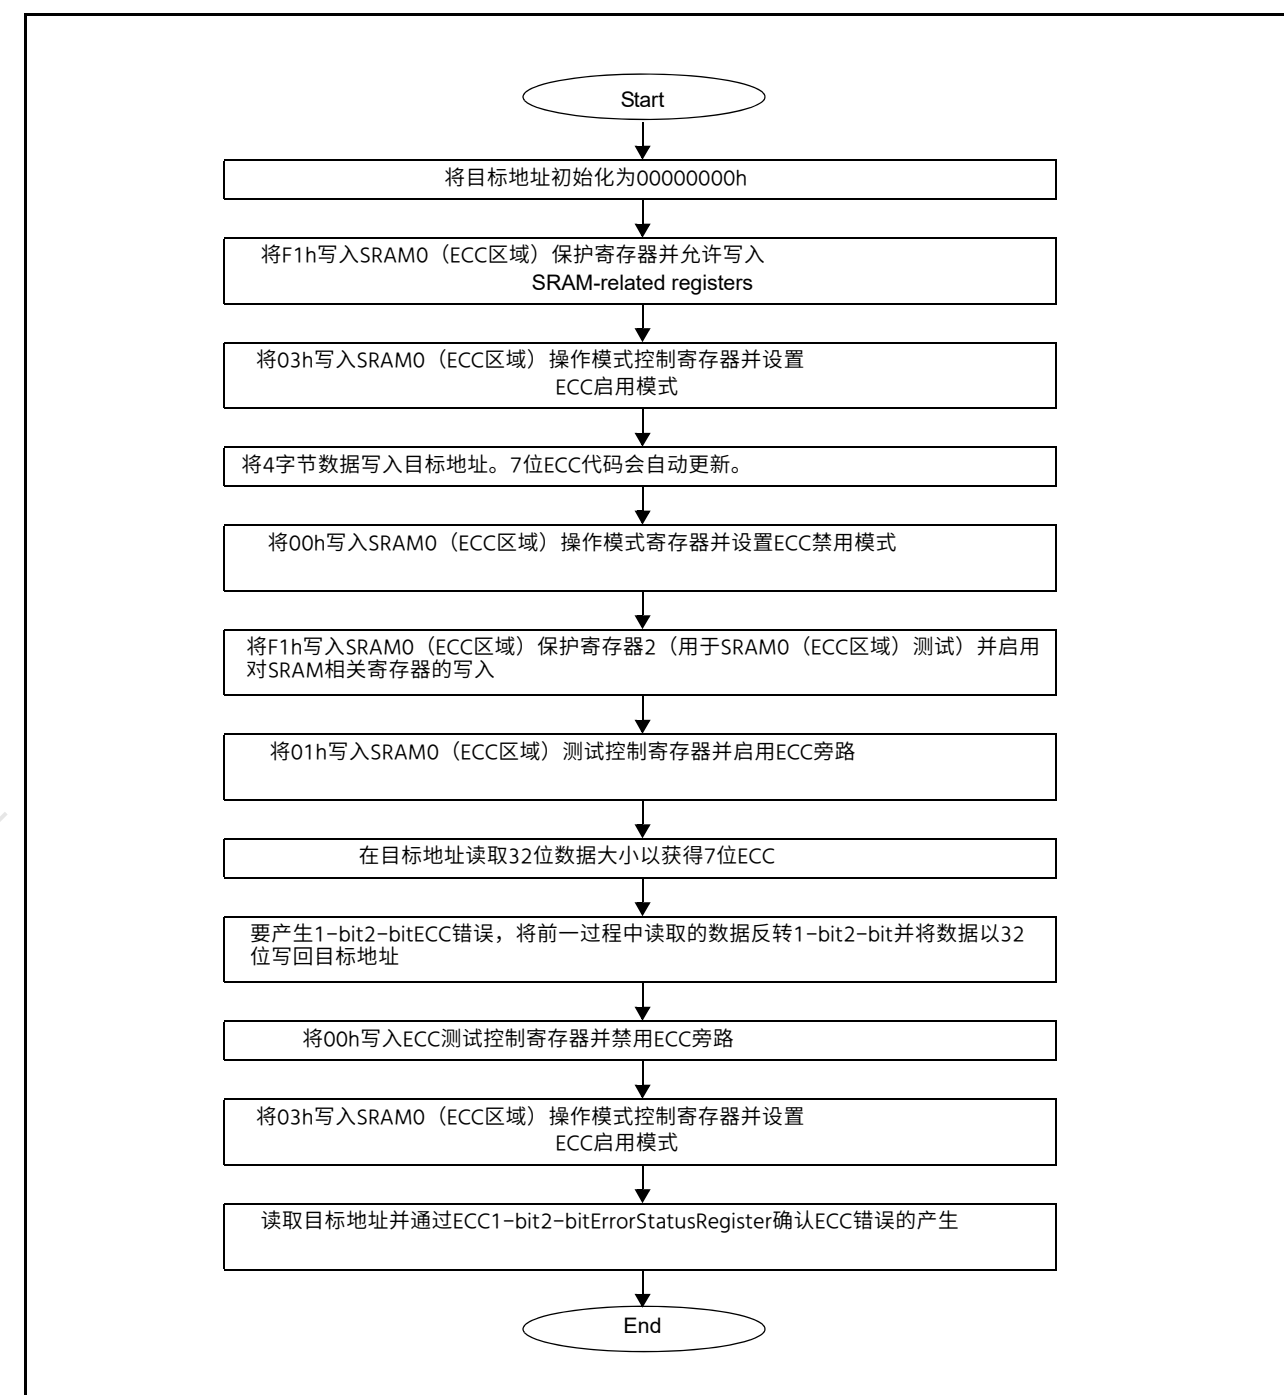 Start
将目标地址初始化为00000000h
将F1h写入SRAM0（ECC区域）保护寄存器并允许写入
SRAM-related registers
将03h写入SRAM0（ECC区域）操作模式控制寄存器并设置
ECC启用模式
将4字节数据写入目标地址。7位ECC代码会自动更新。
将00h写入SRAM0（ECC区域）操作模式寄存器并设置ECC禁用模式
将F1h写入SRAM0（ECC区域）保护寄存器2（用于SRAM0（ECC区域）测试）并启用
对SRAM相关寄存器的写入
将01h写入SRAM0（ECC区域）测试控制寄存器并启用ECC旁路
在目标地址读取32位数据大小以获得7位ECC
要产生1-bit2-bitECC错误，将前一过程中读取的数据反转1-bit2-bit并将数据以32
位写回目标地址
将00h写入ECC测试控制寄存器并禁用ECC旁路
将03h写入SRAM0（ECC区域）操作模式控制寄存器并设置
ECC启用模式
读取目标地址并通过ECC1-bit2-bitErrorStatusRegister确认ECC错误的产生
End